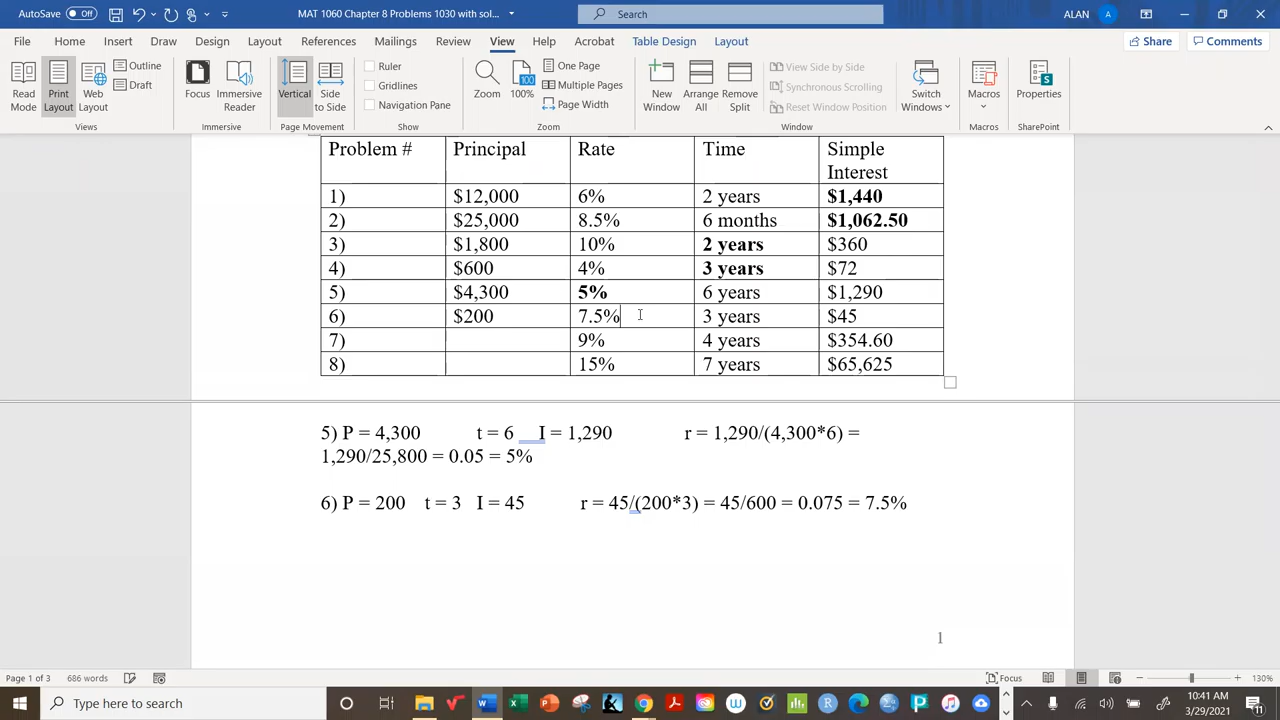 AutoSave Off MAT 1060 Chapter 8 Problems 1030 with sol... Search ALAN A
File Home Insert Draw Design Layout References Mailings Review View Help Acrobat Table Design Layout Share Comments
Read Mode Print Layout Web Layout Outline Draft Focus Immersive Reader Vertical Side to Side Ruler Gridlines Navigation Pane Zoom 100 100% One Page Multiple Pages Page Width New Window Arrange All Remove Split View Side by Side Synchronous Scrolling Reset Window Position Switch Windows Macros Properties
Views Immersive Page Movement Show Zoom Window Macros SharePoint
Problem # Principal Rate Time Simple Interest
1) $12,000 6% 2 years $1,440
2) $25,000 8.5% 6 months $1,062.50
3) $1,800 10% 2 years $360
4) $600 4% 3 years $72
5) $4,300 5% 6 years $1,290
6) $200 7.5% 3 years $45
7) 9% 4 years $354.60
8) 15% 7 years $65,625
5) P = 4,300 t = 6 I = 1,290 r = 1,290/(4,300*6) =
1,290/25,800 = 0.05 = 5%
6) P = 200 t = 3 I = 45 r = 45/(200*3) = 45/600 = 0.075 = 7.5%
1
Page 1 of 3 686 words Focus 130%
Type here to search 10:41 AM
3/29/2021